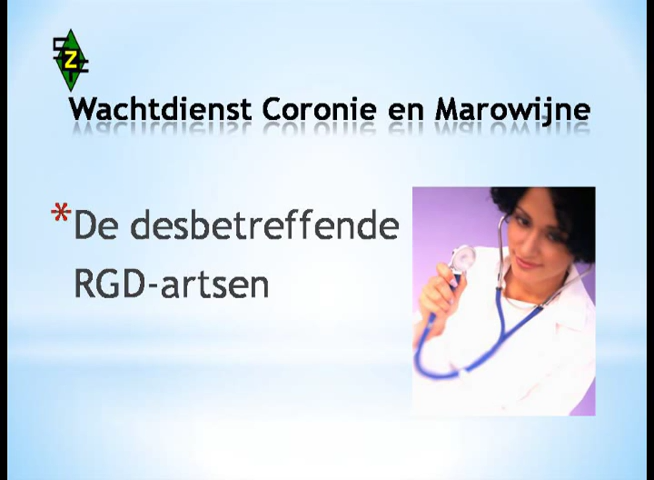 Z
Wachtdienst Coronie en Marowijne
*De desbetreffende
RGD-artsen